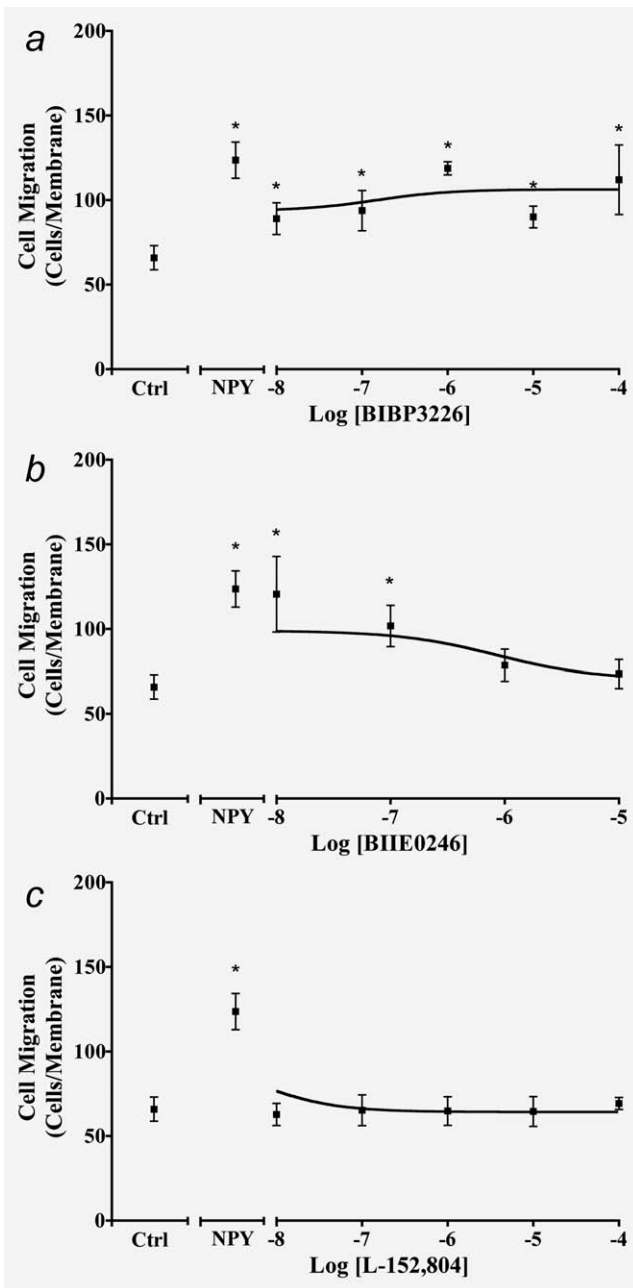 a
200
150
100
50
0
Cell Migration
(Cells/Membrane)
* * * * * *
Ctrl NPY -8 -7 -6 -5 -4
Log [BIBP3226]
b
200
150
100
50
0
Cell Migration
(Cells/Membrane)
* * *
Ctrl NPY -8 -7 -6 -5
Log [BIIE0246]
c
200
150
100
50
0
Cell Migration
(Cells/Membrane)
*
Ctrl NPY -8 -7 -6 -5 -4
Log [L-152,804]